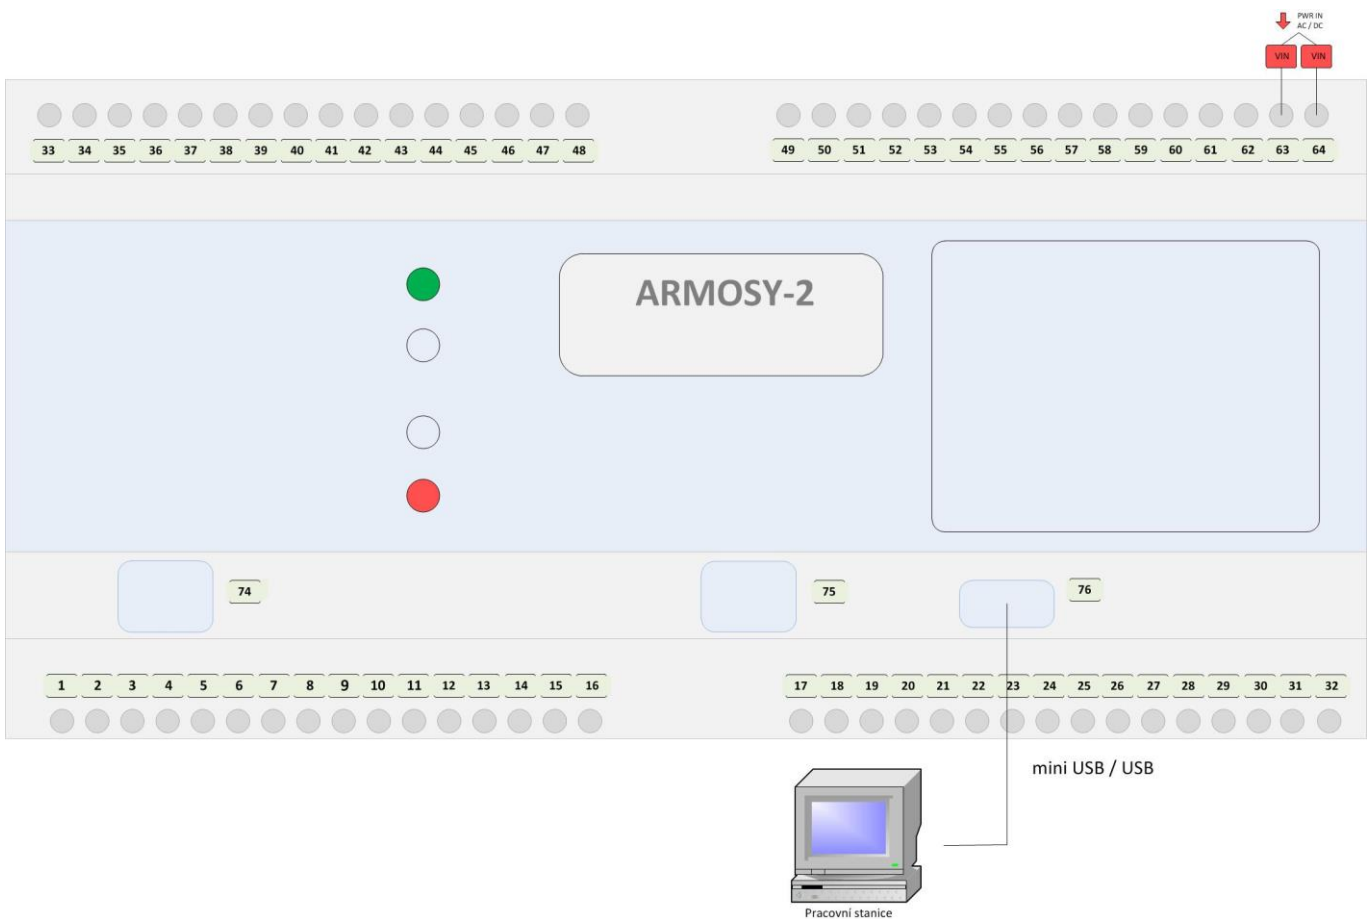 PWR IN
AC / DC
VIN VIN
33 34 35 36 37 38 39 40 41 42 43 44 45 46 47 48 49 50 51 52 53 54 55 56 57 58 59 60 61 62 63 64
ARMOSY-2
74 75 76
1 2 3 4 5 6 7 8 9 10 11 12 13 14 15 16 17 18 19 20 21 22 23 24 25 26 27 28 29 30 31 32
mini USB / USB
Pracovní stanice